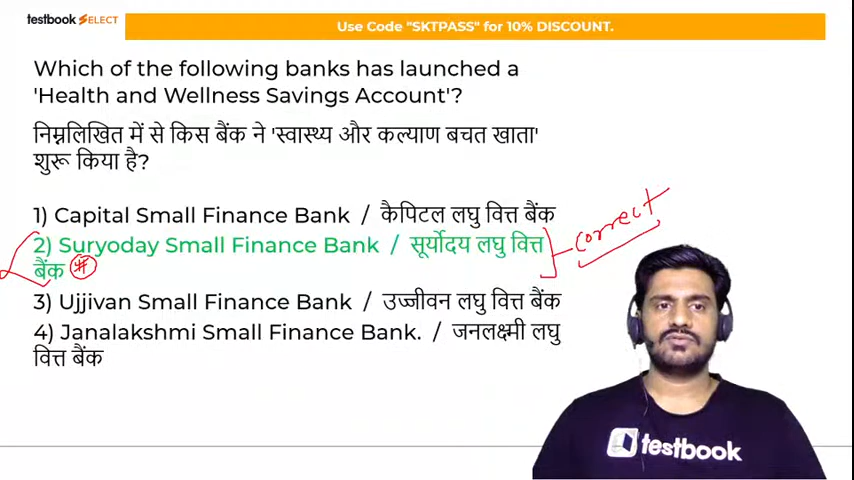 testbook SELECT
Use Code "SKTPASS" for 10% DISCOUNT.
Which of the following banks has launched a
'Health and Wellness Savings Account'?
निम्नलिखित में से किस बैंक ने 'स्वास्थ्य और कल्याण बचत खाता'
शुरू किया है?
1) Capital Small Finance Bank / कैपिटल लघु वित्त बैंक
2) Suryoday Small Finance Bank / सूर्योदय लघु वित्त
बैंक #
correct
3) Ujjivan Small Finance Bank / उज्जीवन लघु वित्त बैंक
4) Janalakshmi Small Finance Bank. / जनलक्ष्मी लघु
वित्त बैंक
testbook